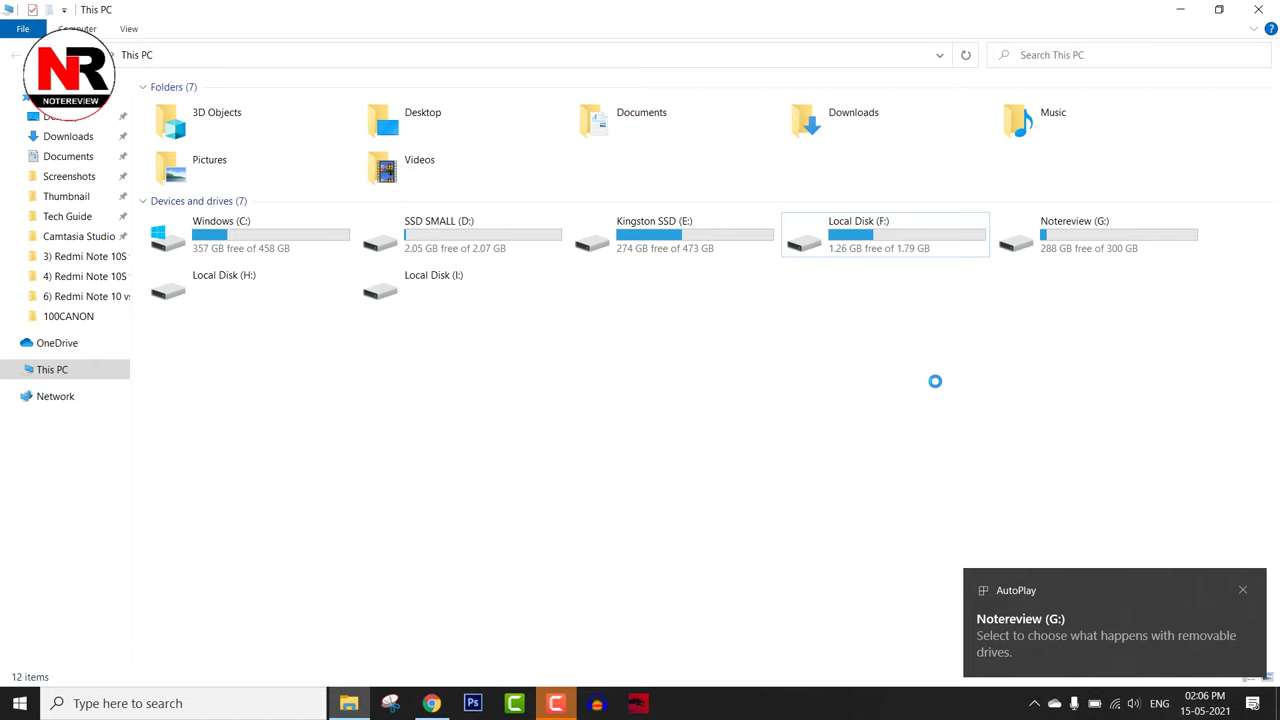 This PC
File
Computer
View
This PC
Search This PC
NR
NOTEREVIEW
Downloads
Documents
Screenshots
Thumbnail
Tech Guide
Camtasia Studio
3) Redmi Note 10S
4) Redmi Note 10S
6) Redmi Note 10 vs
100CANON
OneDrive
This PC
Network
Folders (7)
3D Objects
Desktop
Documents
Downloads
Music
Pictures
Videos
Devices and drives (7)
Windows (C:)
357 GB free of 458 GB
SSD SMALL (D:)
2.05 GB free of 2.07 GB
Kingston SSD (E:)
274 GB free of 473 GB
Local Disk (F:)
1.26 GB free of 1.79 GB
Notereview (G:)
288 GB free of 300 GB
Local Disk (H:)
Local Disk (I:)
AutoPlay
Notereview (G:)
Select to choose what happens with removable
drives.
12 items
Type here to search
Ps
ENG
02:06 PM
15-05-2021